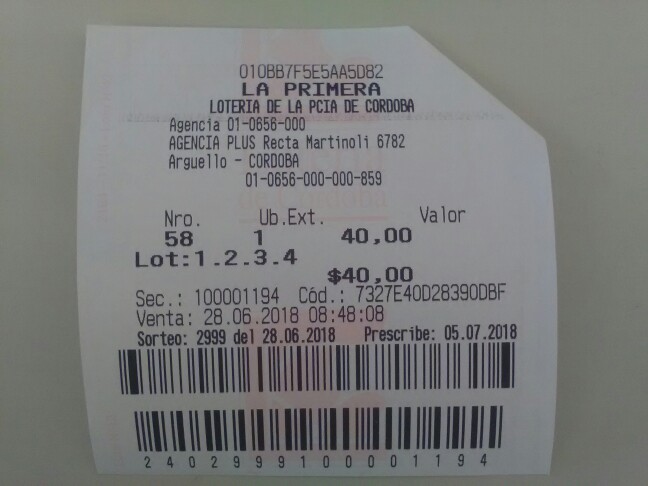 010BB7F5E5AA5D82
LA PRIMERA
LOTERIA DE LA PCIA DE CORDOBA
Agencia 01-0656-000
AGENCIA PLUS Recta Martinoli 6782
Arguello - CORDOBA
01-0656-000-000-859
Nro. Ub.Ext. Valor
58 1 40,00
Lot:1.2.3.4
$40,00
Sec.: 100001194 Cód.: 7327E40D28390DBF
Venta: 28.06.2018 08:48:08
Sorteo: 2999 del 28.06.2018 Prescribe: 05.07.2018
2402999100001194